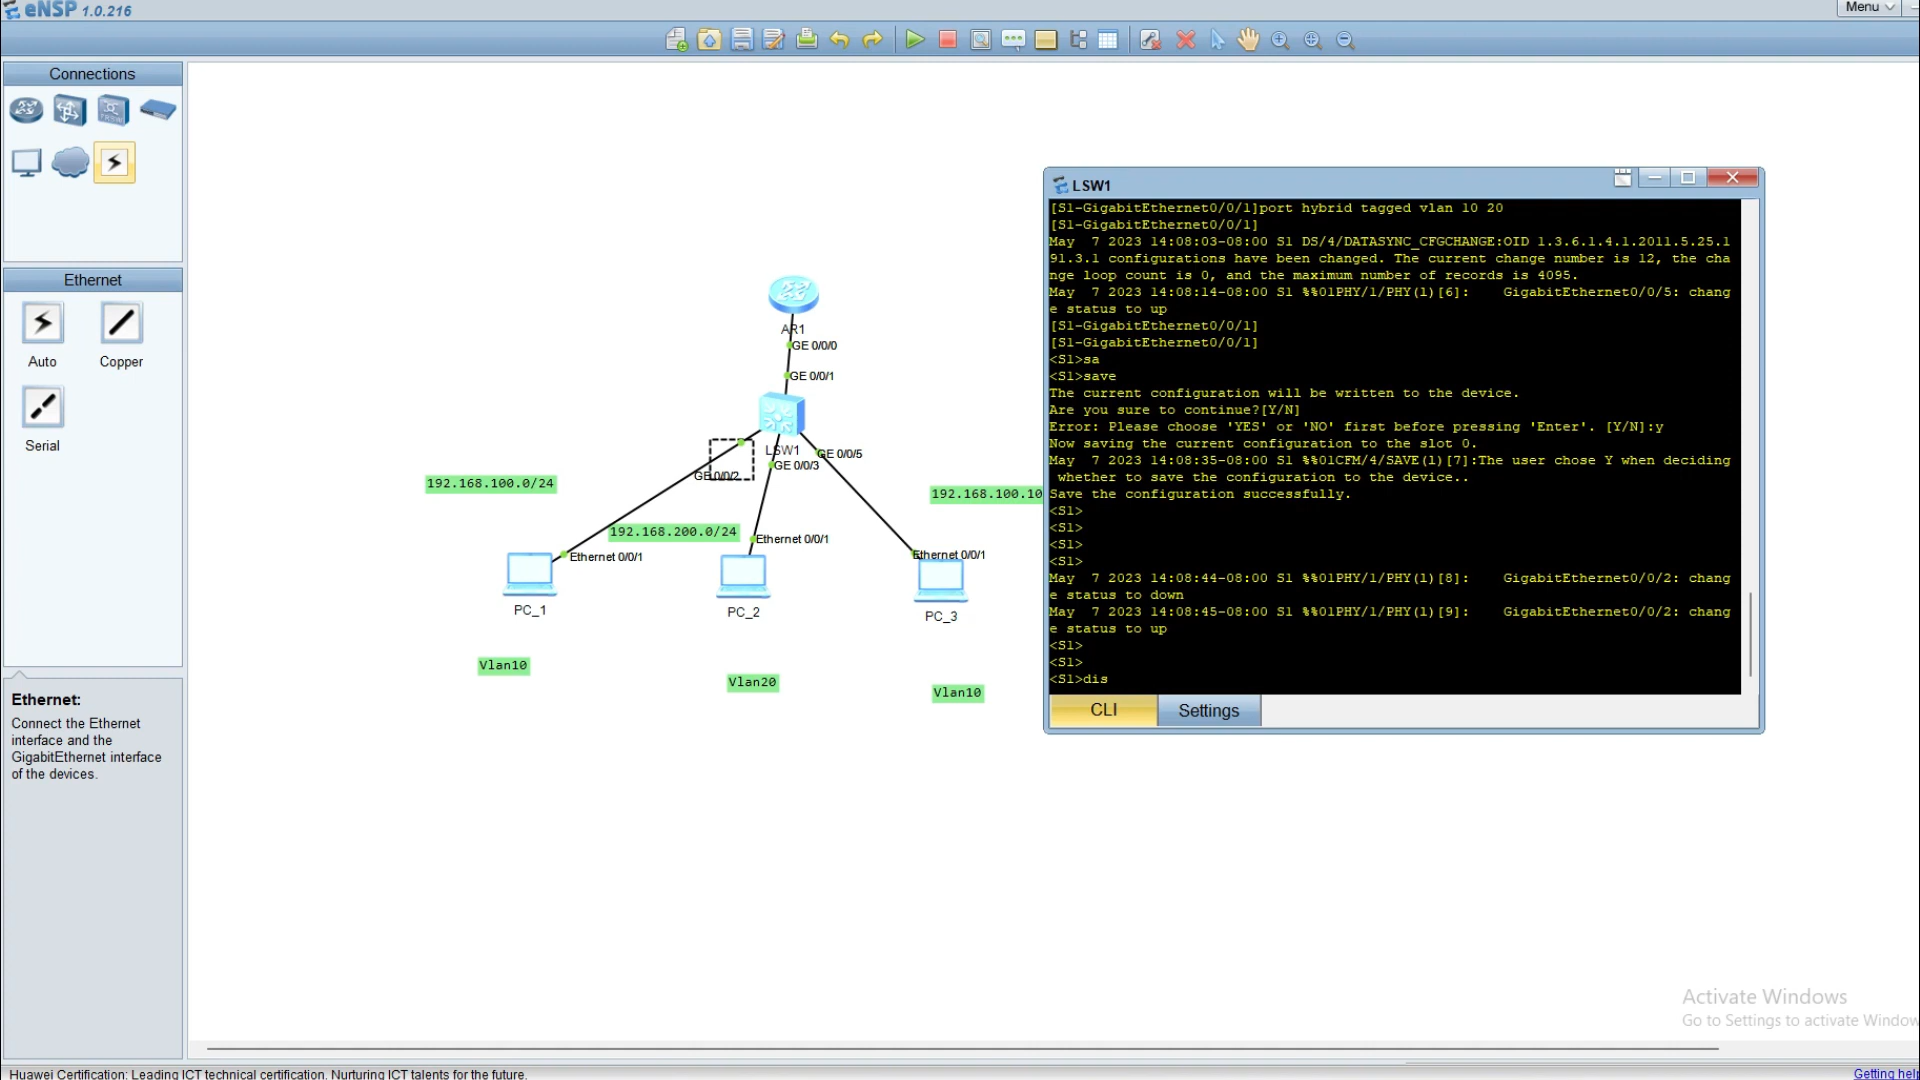 eNSP 1.0.216
Menu
Connections
Ethernet
Auto
Copper
Serial
Ethernet:
Connect the Ethernet
interface and the
GigabitEthernet interface
of the devices.
AR1
GE 0/0/0
GE 0/0/1
LSW1
GE 0/0/5
GE 0/0/3
GE 0/0/2
192.168.100.0/24
192.168.100.10
192.168.200.0/24
Ethernet 0/0/1
Ethernet 0/0/1
Ethernet 0/0/1
PC_1
PC_2
PC_3
Vlan10
Vlan20
Vlan10
LSW1
[S1-GigabitEthernet0/0/1]port hybrid tagged vlan 10 20
[S1-GigabitEthernet0/0/1]
May  7 2023 14:08:03-08:00 S1 DS/4/DATASYNC_CFGCHANGE:OID 1.3.6.1.4.1.2011.5.25.1
91.3.1 configurations have been changed. The current change number is 12, the cha
nge loop count is 0, and the maximum number of records is 4095.
May  7 2023 14:08:14-08:00 S1 %%01PHY/1/PHY(l)[6]:    GigabitEthernet0/0/5: chang
e status to up
[S1-GigabitEthernet0/0/1]
[S1-GigabitEthernet0/0/1]
<S1>sa
<S1>save
The current configuration will be written to the device.
Are you sure to continue?[Y/N]
Error: Please choose 'YES' or 'NO' first before pressing 'Enter'. [Y/N]:y
Now saving the current configuration to the slot 0.
May  7 2023 14:08:35-08:00 S1 %%01CFM/4/SAVE(l)[7]:The user chose Y when deciding
whether to save the configuration to the device..
Save the configuration successfully.
<S1>
<S1>
<S1>
<S1>
May  7 2023 14:08:44-08:00 S1 %%01PHY/1/PHY(l)[8]:    GigabitEthernet0/0/2: chang
e status to down
May  7 2023 14:08:45-08:00 S1 %%01PHY/1/PHY(l)[9]:    GigabitEthernet0/0/2: chang
e status to up
<S1>
<S1>
<S1>dis
CLI
Settings
Activate Windows
Go to Settings to activate Window
Huawei Certification: Leading ICT technical certification. Nurturing ICT talents for the future.
Getting help